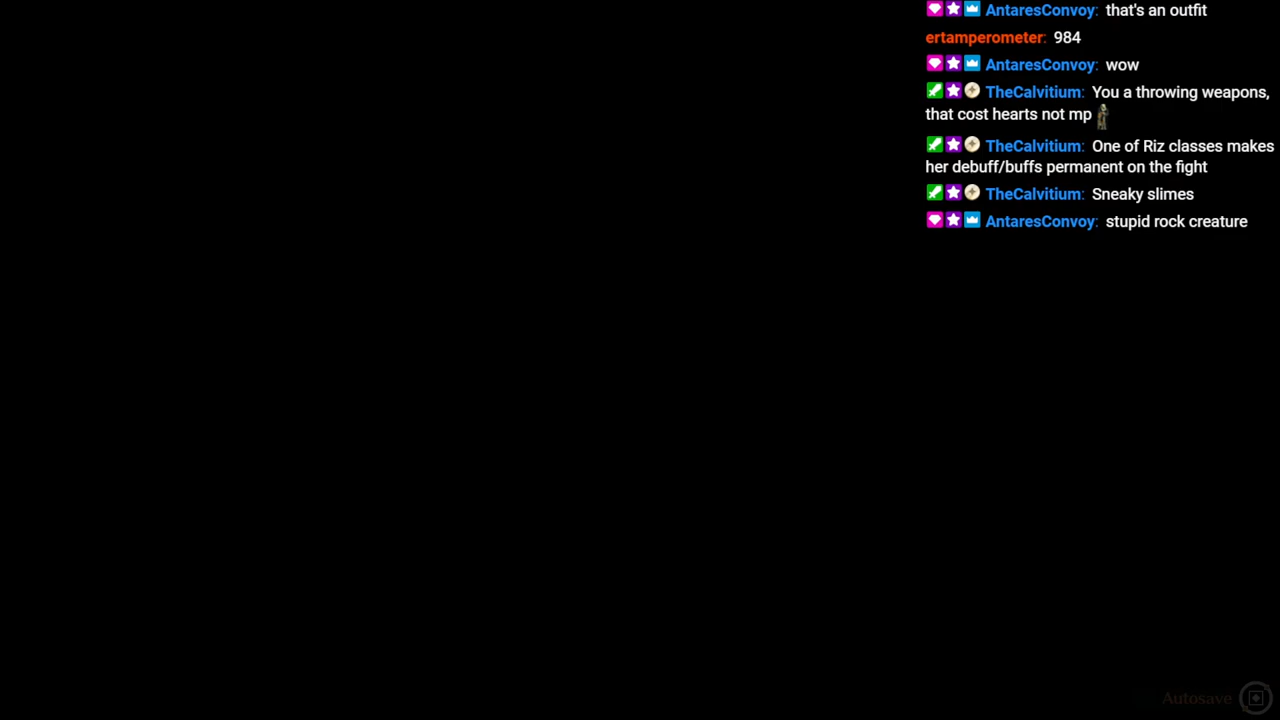 AntaresConvoy: that's an outfit
ertamperometer: 984
AntaresConvoy: wow
TheCalvitium: You a throwing weapons,
that cost hearts not mp
TheCalvitium: One of Riz classes makes
her debuff/buffs permanent on the fight
TheCalvitium: Sneaky slimes
AntaresConvoy: stupid rock creature
Autosave